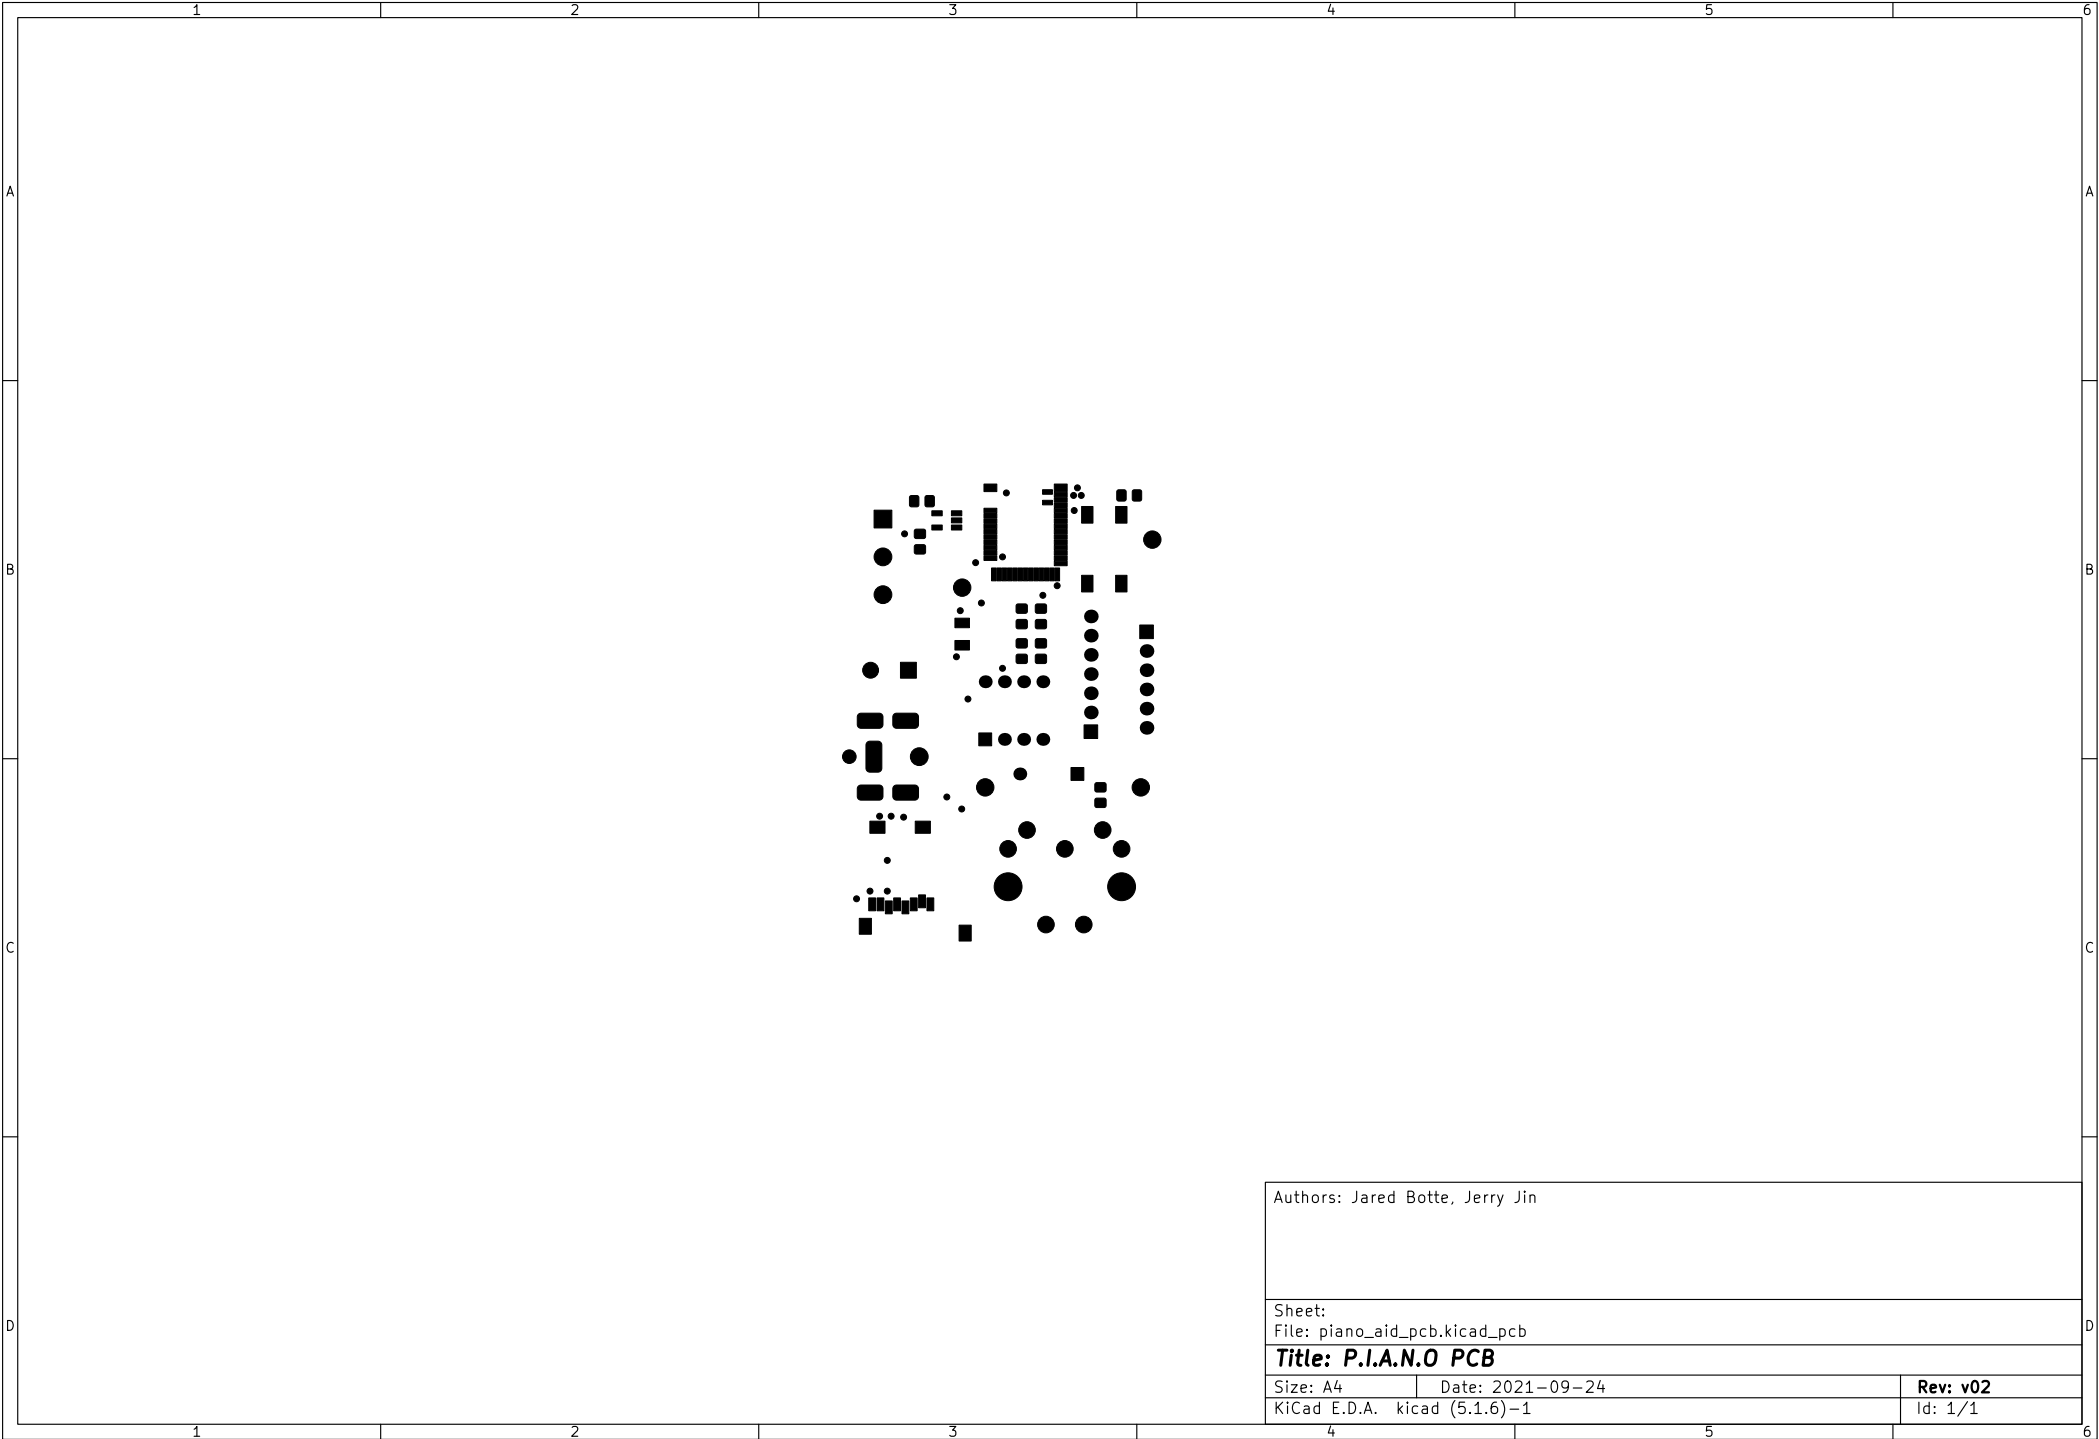 1 2 3 4 5 6
A A
B B
C C
Authors: Jared Botte, Jerry Jin
Sheet:
D D
File: piano_aid_pcb.kicad_pcb
Title: P.I.A.N.O PCB
Size: A4 Date: 2021-09-24 Rev: v02
KiCad E.D.A. kicad (5.1.6)-1 Id: 1/1
1 2 3 4 5 6